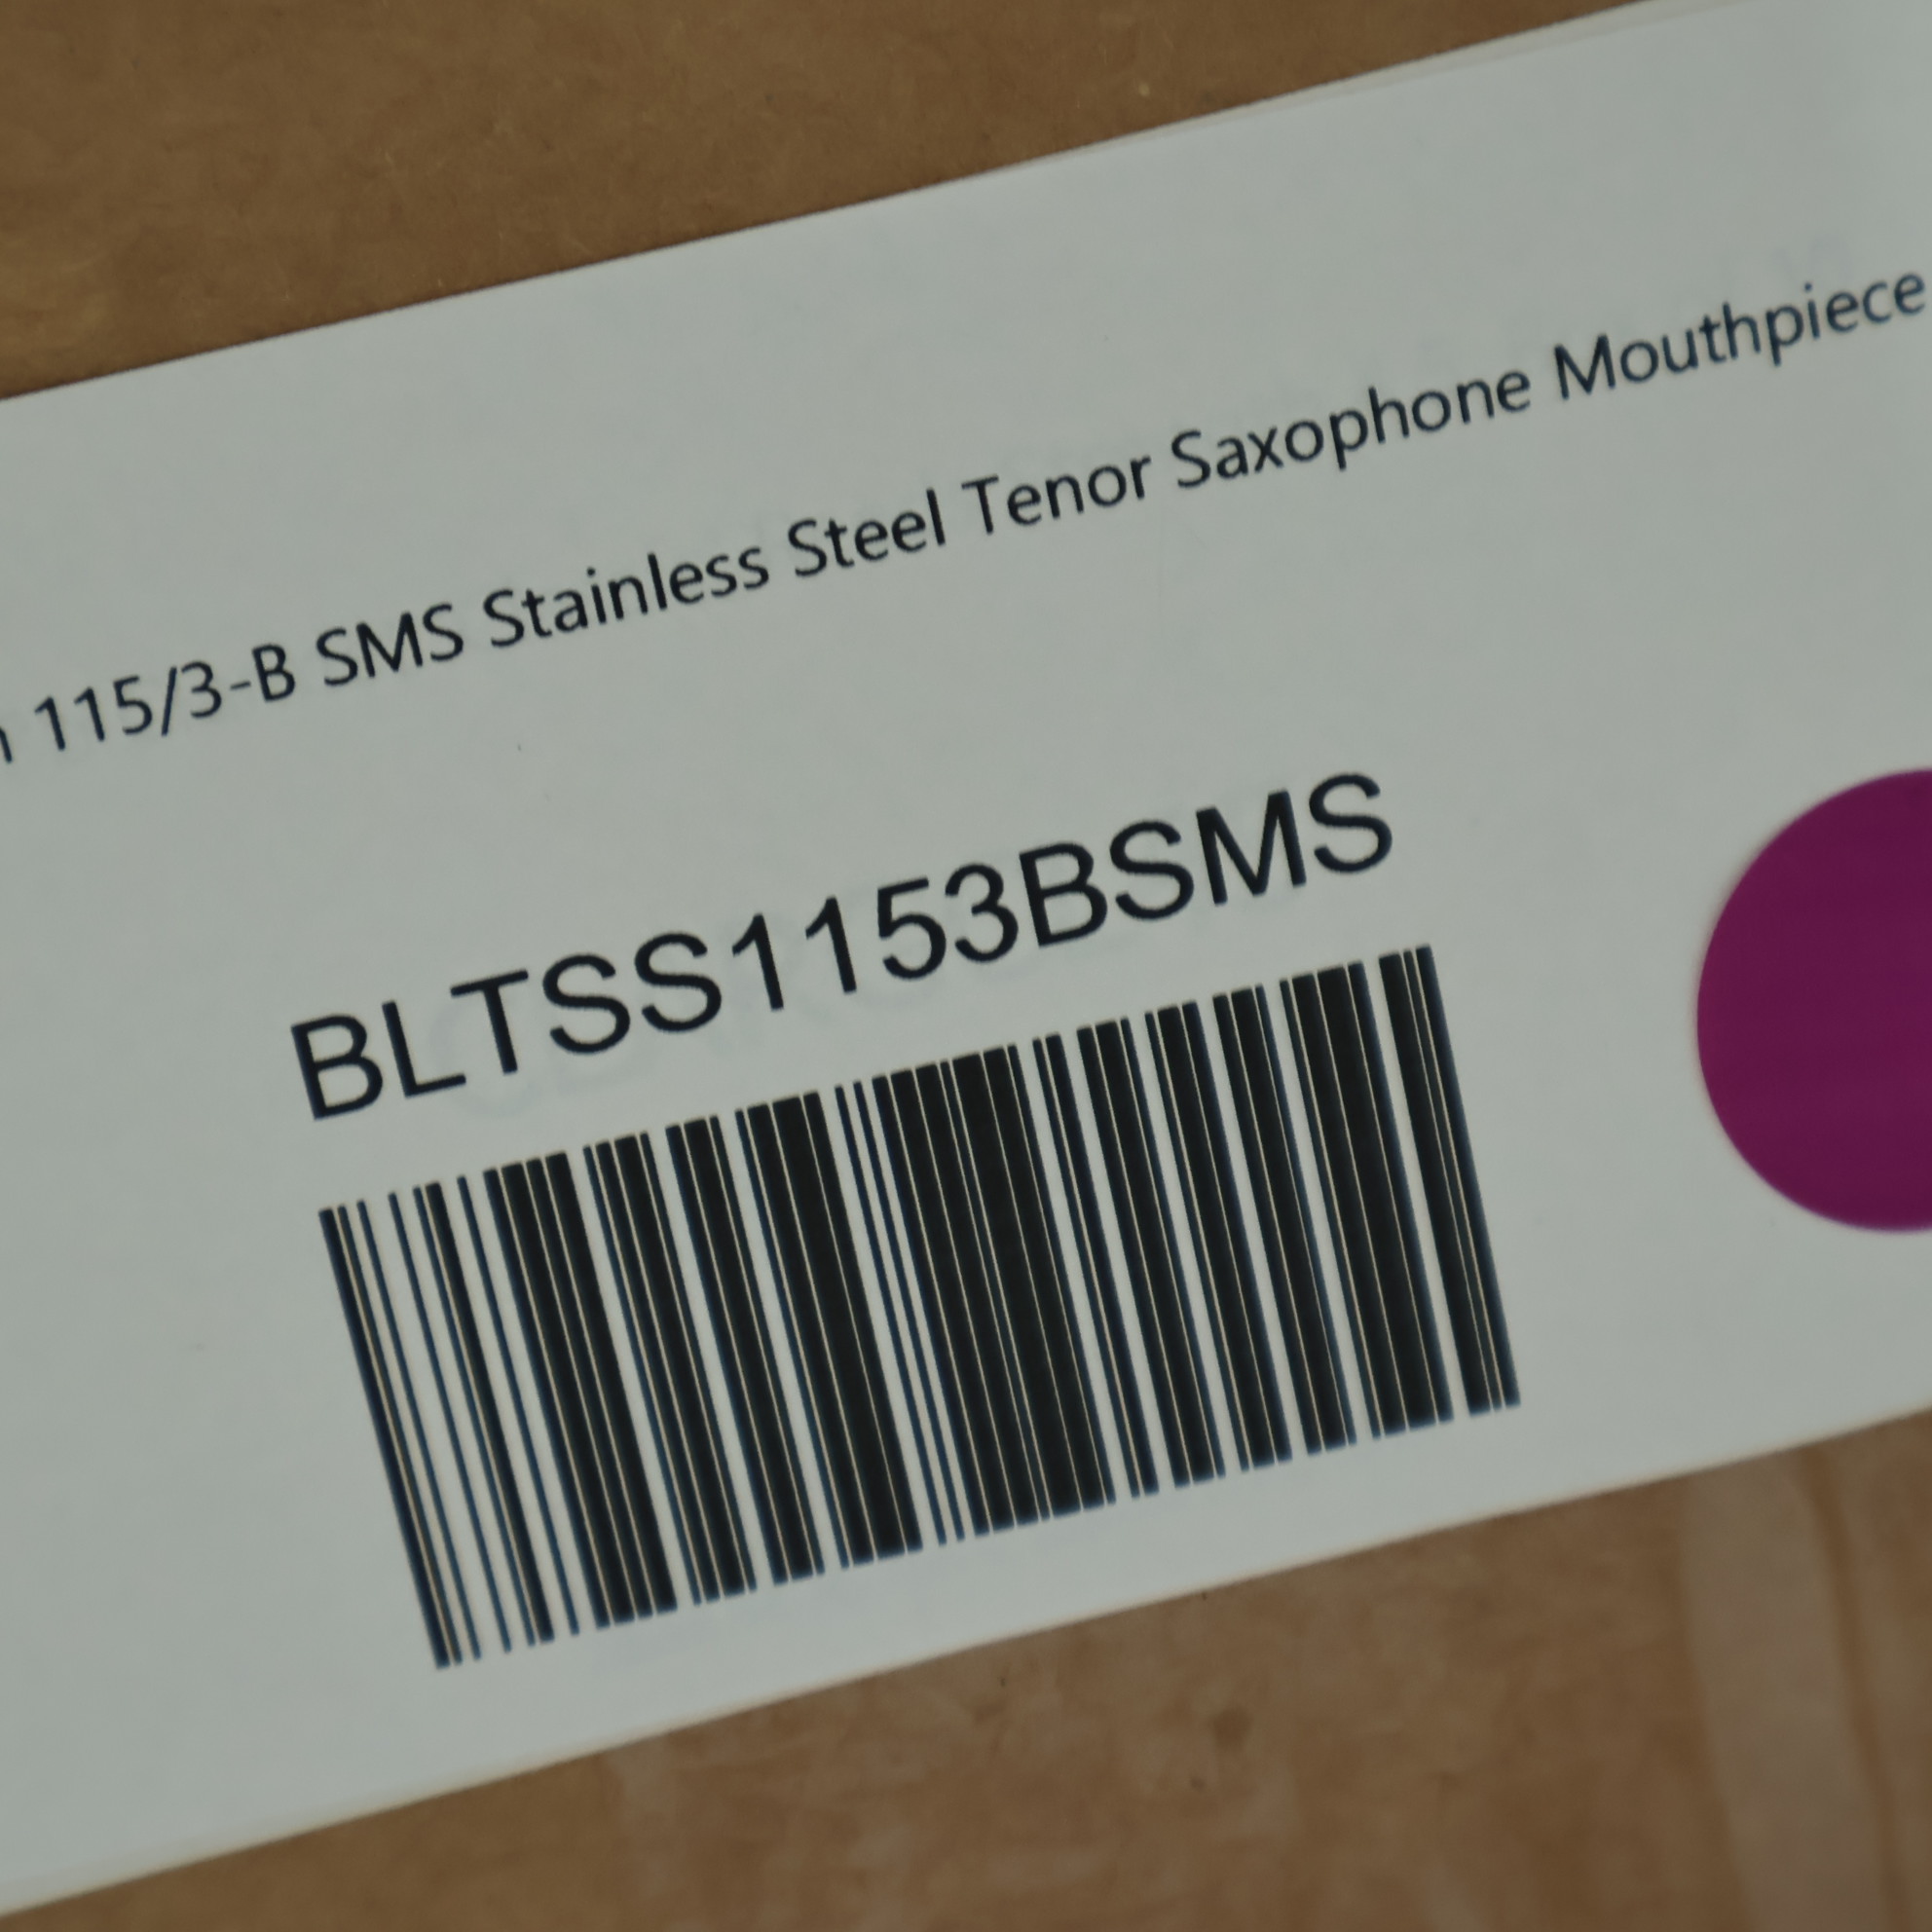 115/3-B SMS Stainless Steel Tenor Saxophone Mouthpiece
BLTSS1153BSMS